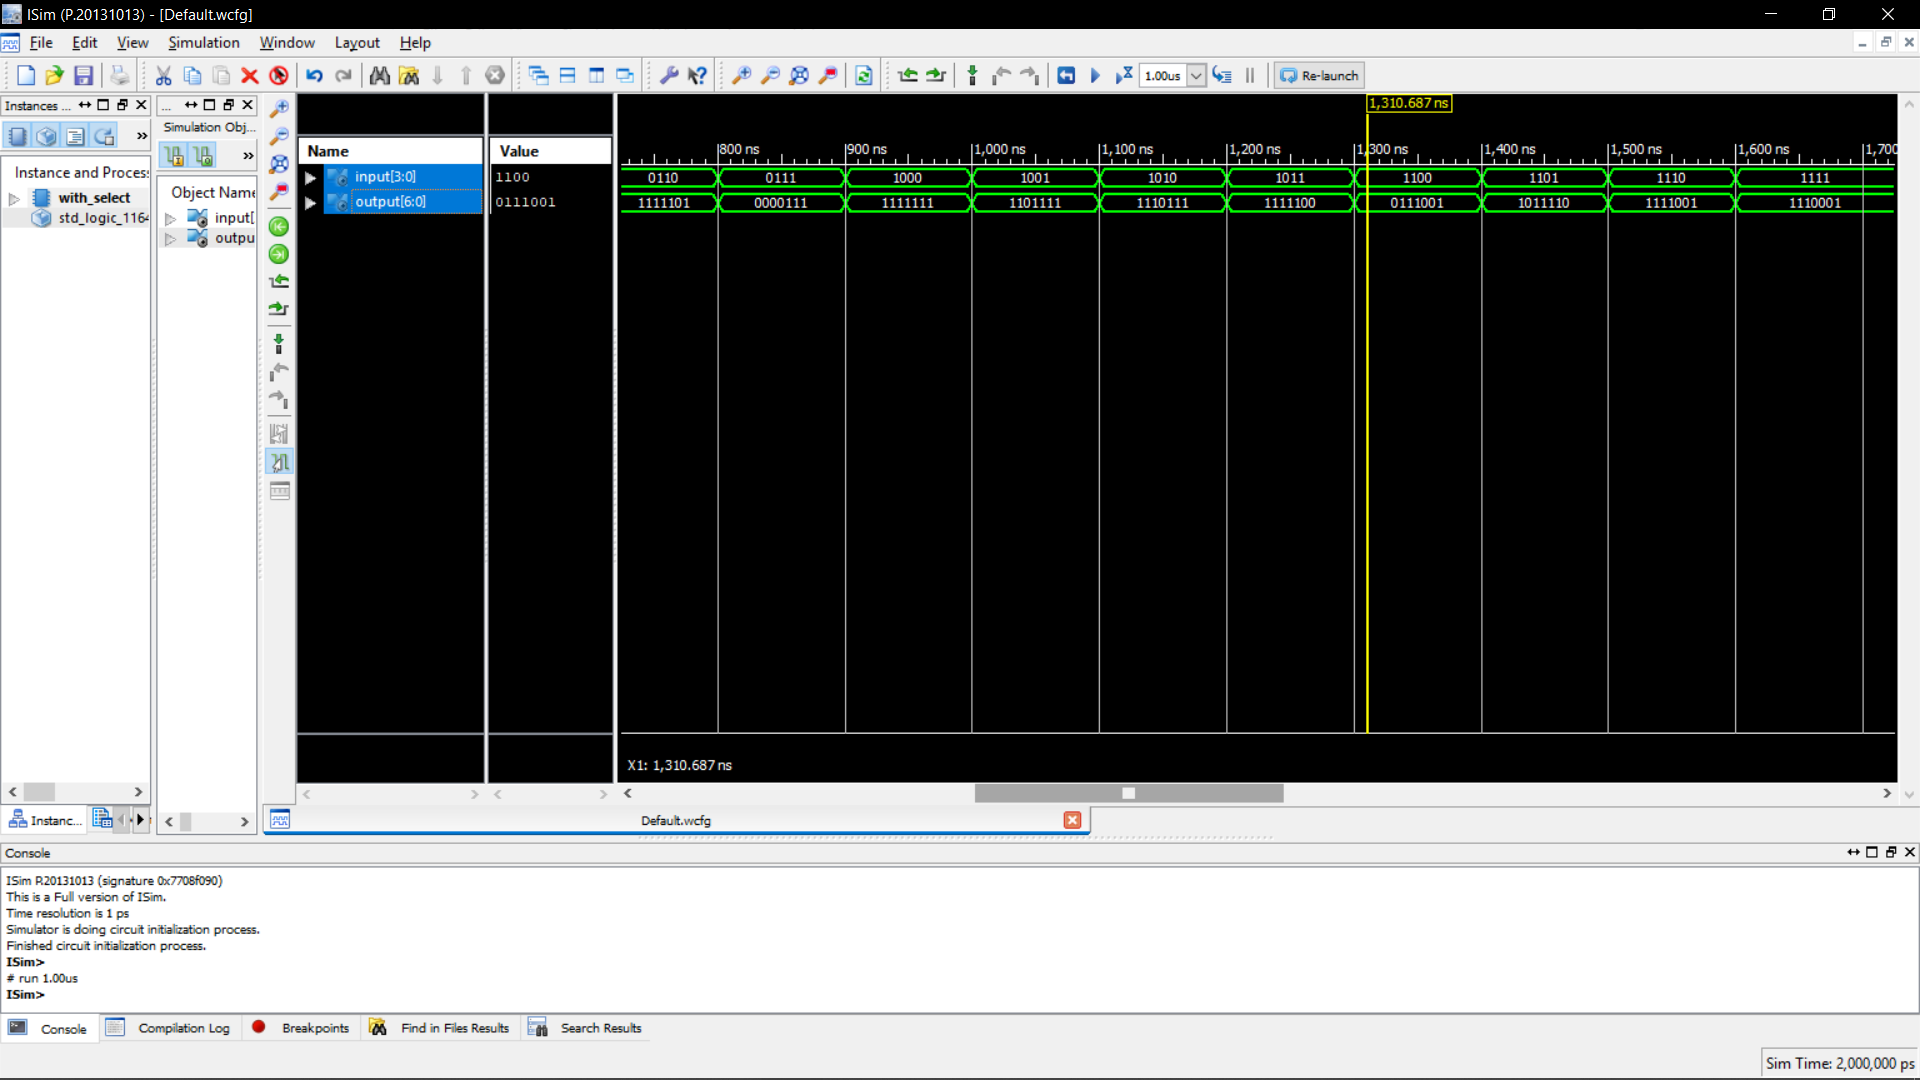 ISim (P.20131013) - [Default.wcfg]
File Edit View Simulation Window Layout Help
1.00us
Re-launch
Instances ...
...
Simulation Obj...
Instance and Process
with_select
std_logic_1164
Object Name
input[
outpu
Name
Value
input[3:0]
1100
output[6:0]
0111001
1,310.687 ns
800 ns 900 ns 1,000 ns 1,100 ns 1,200 ns 1,300 ns 1,400 ns 1,500 ns 1,600 ns 1,700
0110 0111 1000 1001 1010 1011 1100 1101 1110 1111
1111101 0000111 1111111 1101111 1110111 1111100 0111001 1011110 1111001 1110001
X1: 1,310.687 ns
Instanc...
Default.wcfg
Console
ISim P.20131013 (signature 0x7708f090)
This is a Full version of ISim.
Time resolution is 1 ps
Simulator is doing circuit initialization process.
Finished circuit initialization process.
ISim>
# run 1.00us
ISim>
Console Compilation Log Breakpoints Find in Files Results Search Results
Sim Time: 2,000,000 ps